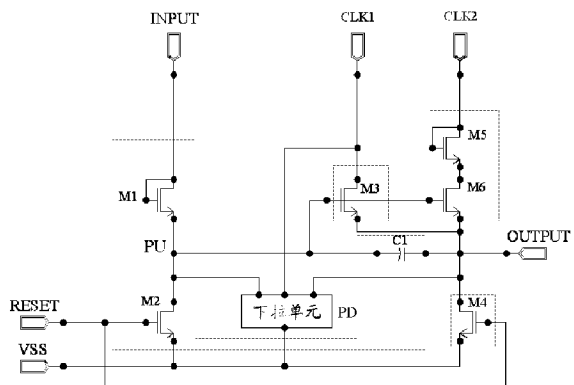 INPUT
CLK1
CLK2
M5
M1
M3
M6
PU
C1
OUTPUT
RESET
M2
下拉单元
PD
M4
VSS